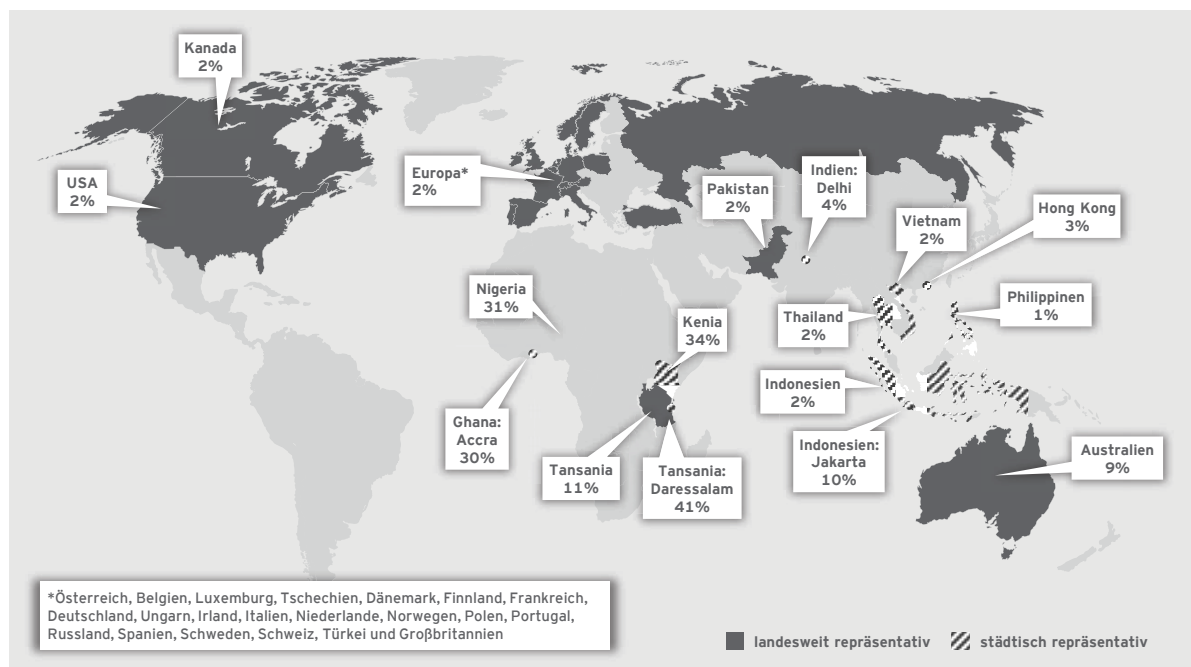 Kanada
2%
USA
2%
Europa*
2%
Pakistan
2%
Indien:
Delhi
4%
Vietnam
2%
Hong Kong
3%
Nigeria
31%
Kenia
34%
Thailand
2%
Philippinen
1%
Indonesien
2%
Ghana:
Accra
30%
Tansania
11%
Tansania:
Daressalam
41%
Indonesien:
Jakarta
10%
Australien
9%
*Österreich, Belgien, Luxemburg, Tschechien, Dänemark, Finnland, Frankreich,
Deutschland, Ungarn, Irland, Italien, Niederlande, Norwegen, Polen, Portugal,
Russland, Spanien, Schweden, Schweiz, Türkei und Großbritannien
landesweit repräsentativ
städtisch repräsentativ